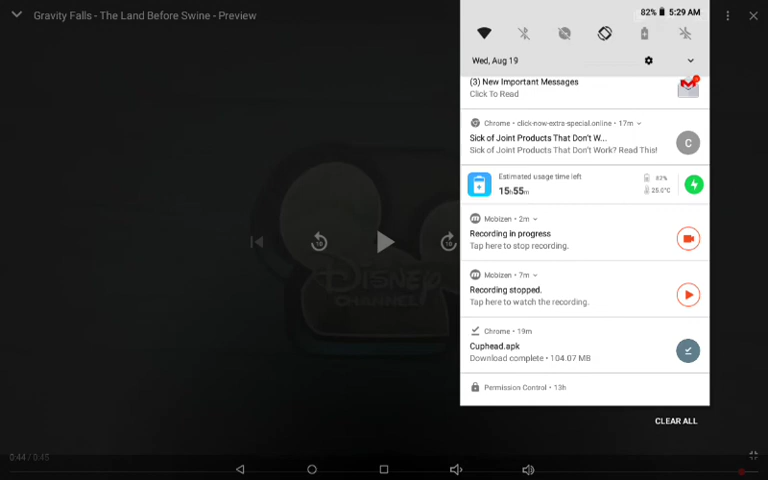 Gravity Falls - The Land Before Swine - Preview
82% 5:29 AM
Wed, Aug 19
(3) New Important Messages
Click To Read
Chrome • click-now-extra-special.online • 17m
Sick of Joint Products That Don't W...
Sick of Joint Products That Don't Work? Read This!
C
Estimated usage time left
15h55m
82%
25.0°C
Mobizen • 2m
Recording in progress
Tap here to stop recording.
Mobizen • 7m
Recording stopped.
Tap here to watch the recording.
Chrome • 19m
Cuphead.apk
Download complete • 104.07 MB
Permission Control • 13h
CLEAR ALL
10
10
DISNEY
CHANNEL
0:44 / 0:45